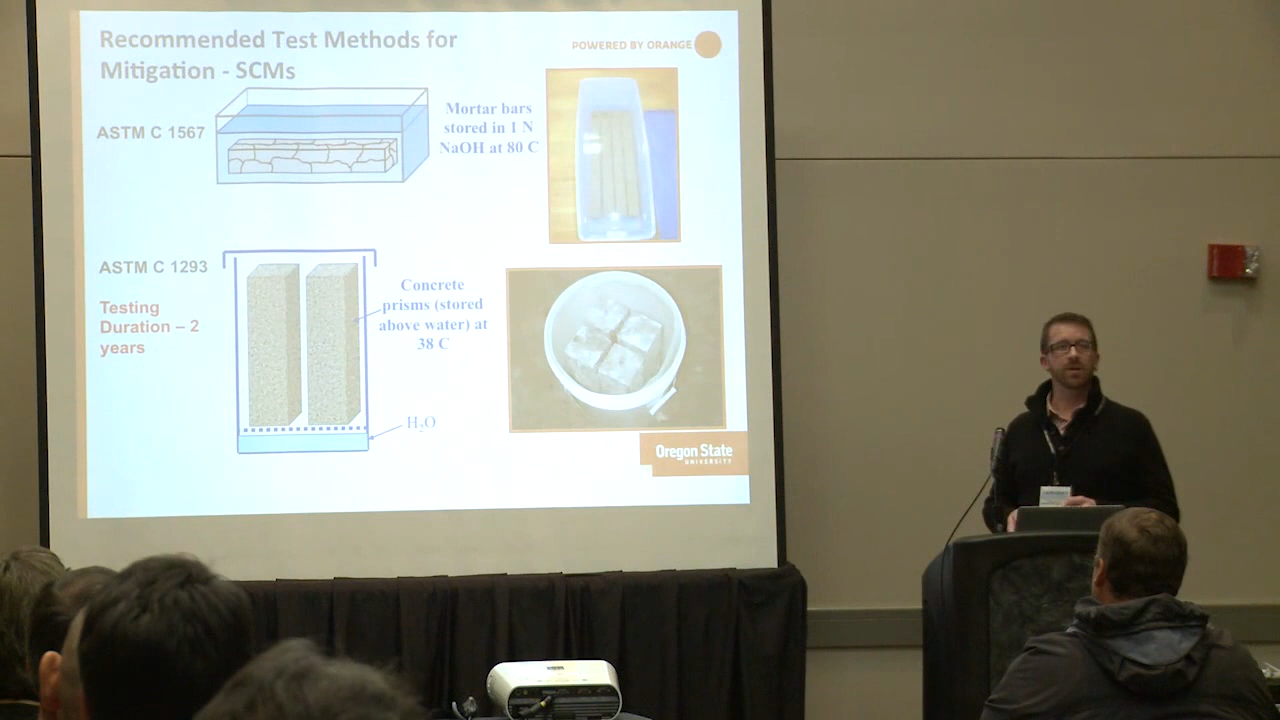 Recommended Test Methods for
Mitigation - SCMs
POWERED BY ORANGE
ASTM C 1567
Mortar bars
stored in 1 N
NaOH at 80 C
ASTM C 1293
Testing
Duration – 2
years
Concrete
prisms (stored
above water) at
38 C
H₂O
Oregon State
UNIVERSITY